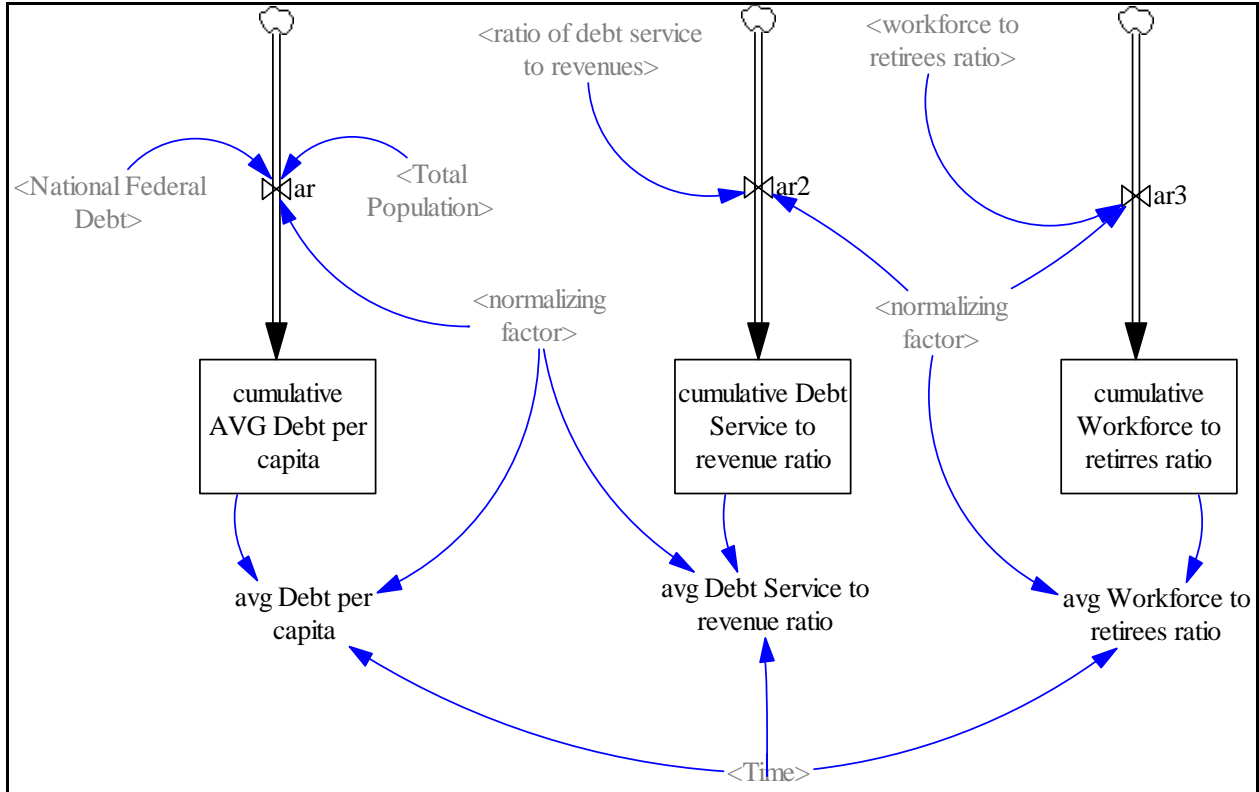 <ratio of debt service
to revenues>
<workforce to
retirees ratio>
<National Federal
Debt>
ar
<Total
Population>
ar2
ar3
<normalizing
factor>
<normalizing
factor>
cumulative
AVG Debt per
capita
cumulative Debt
Service to
revenue ratio
cumulative
Workforce to
retirres ratio
avg Debt per
capita
avg Debt Service to
revenue ratio
avg Workforce to
retirees ratio
<Time>